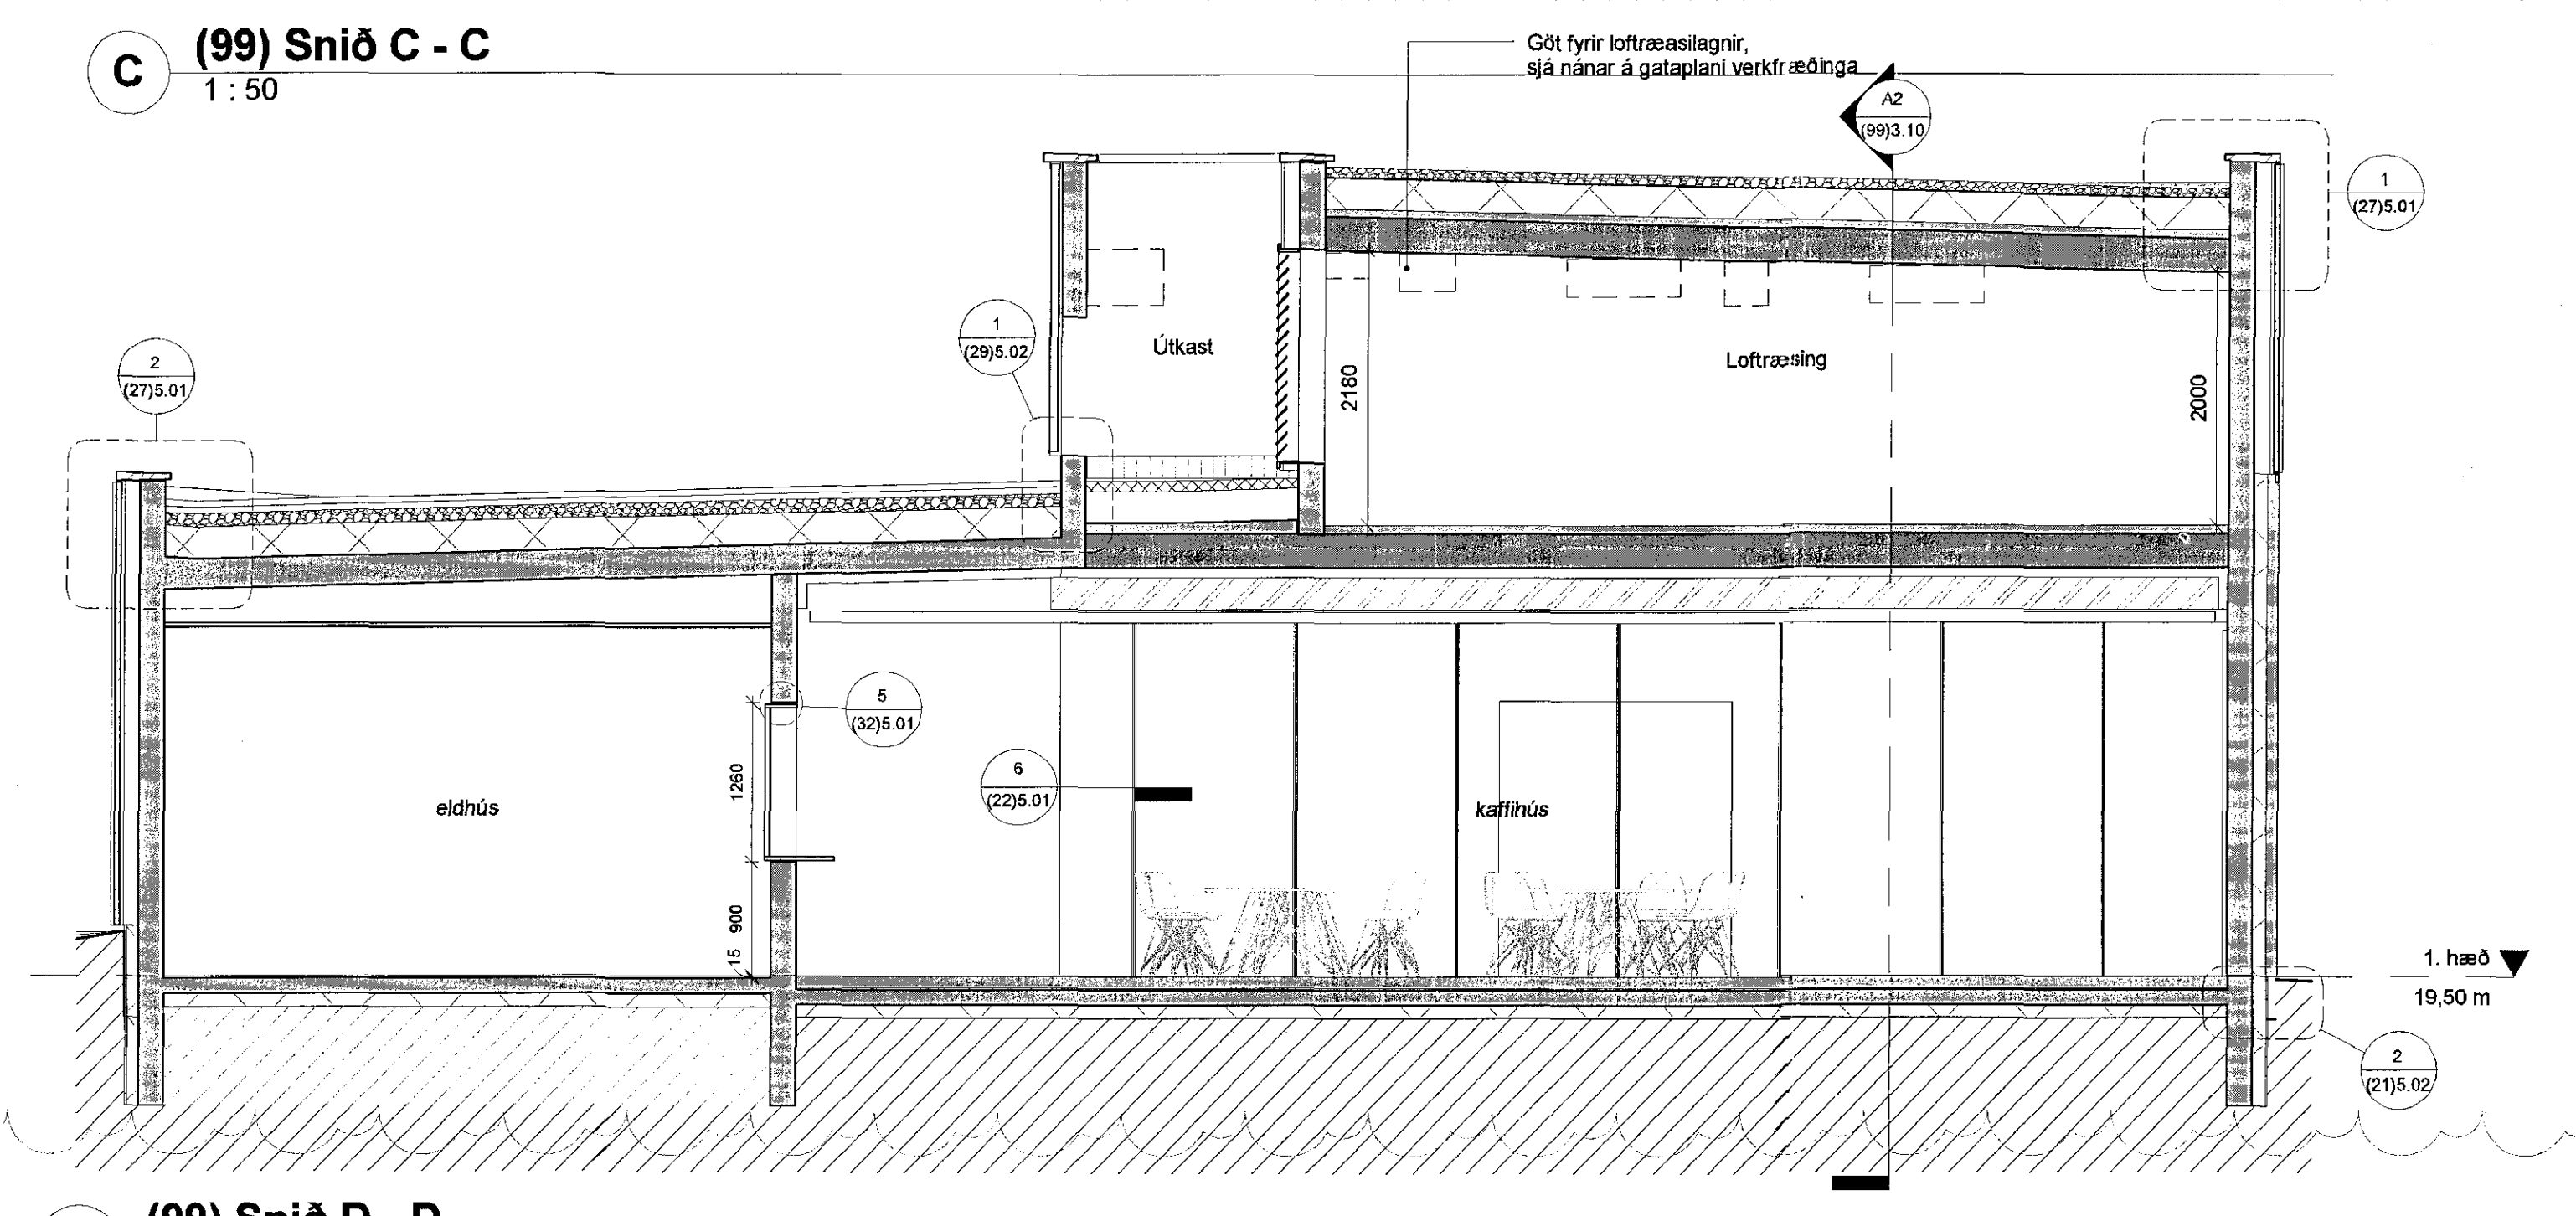 C
(99) Snið C - C
1 : 50
Göt fyrir loftræasilagnir,
sjá nánar á gataplani verkfræðinga
A2
(99)3.10
1
(27)5.01
1
(29)5.02
2
(27)5.01
Útkast
Loftræsing
2180
2000
5
(32)5.01
6
(22)5.01
1260
900
15
eldhús
kaffihús
1. hæð
19,50 m
2
(21)5.02
(99) Snið D - D